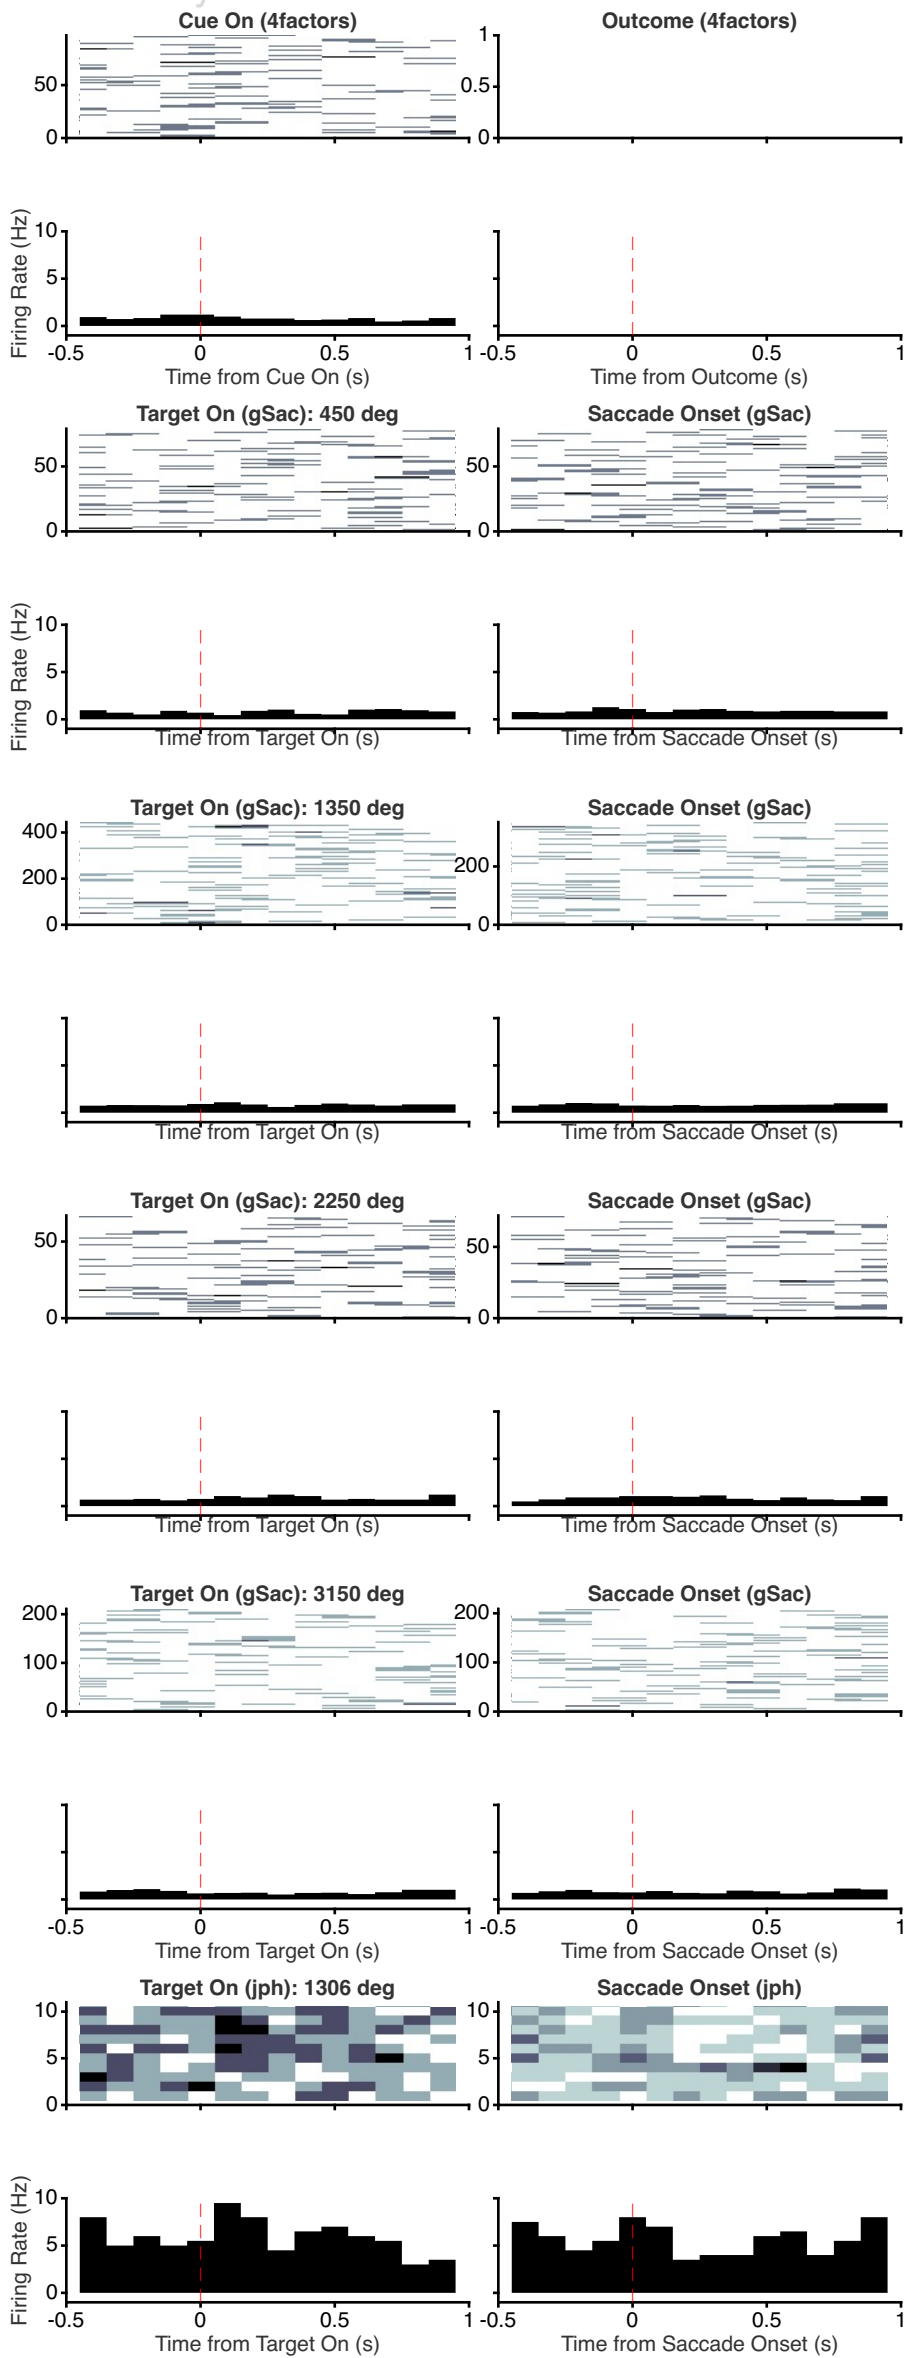 Cue On (4factors) Outcome (4factors)
50
0
1
0.5
0
Firing Rate (Hz)
10
5
0
-0.5 0 0.5 1 -0.5 0 0.5 1
Time from Cue On (s) Time from Outcome (s)
Target On (gSac): 450 deg Saccade Onset (gSac)
50
0
50
0
Firing Rate (Hz)
10
5
0
Time from Target On (s) Time from Saccade Onset (s)
Target On (gSac): 1350 deg Saccade Onset (gSac)
400
200
0
200
0
Time from Target On (s) Time from Saccade Onset (s)
Target On (gSac): 2250 deg Saccade Onset (gSac)
50
0
50
0
Time from Target On (s) Time from Saccade Onset (s)
Target On (gSac): 3150 deg Saccade Onset (gSac)
200
100
0
200
100
0
-0.5 0 0.5 1 -0.5 0 0.5 1
Time from Target On (s) Time from Saccade Onset (s)
Target On (jph): 1306 deg Saccade Onset (jph)
10
5
0
10
5
0
Firing Rate (Hz)
10
5
0
-0.5 0 0.5 1 -0.5 0 0.5 1
Time from Target On (s) Time from Saccade Onset (s)